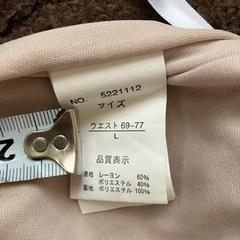 NO. 5221112
サイズ
ウエスト 69~77
L
品質表示
表地 レーヨン 60%
ポリエステル 40%
裏地 ポリエステル 100%
2